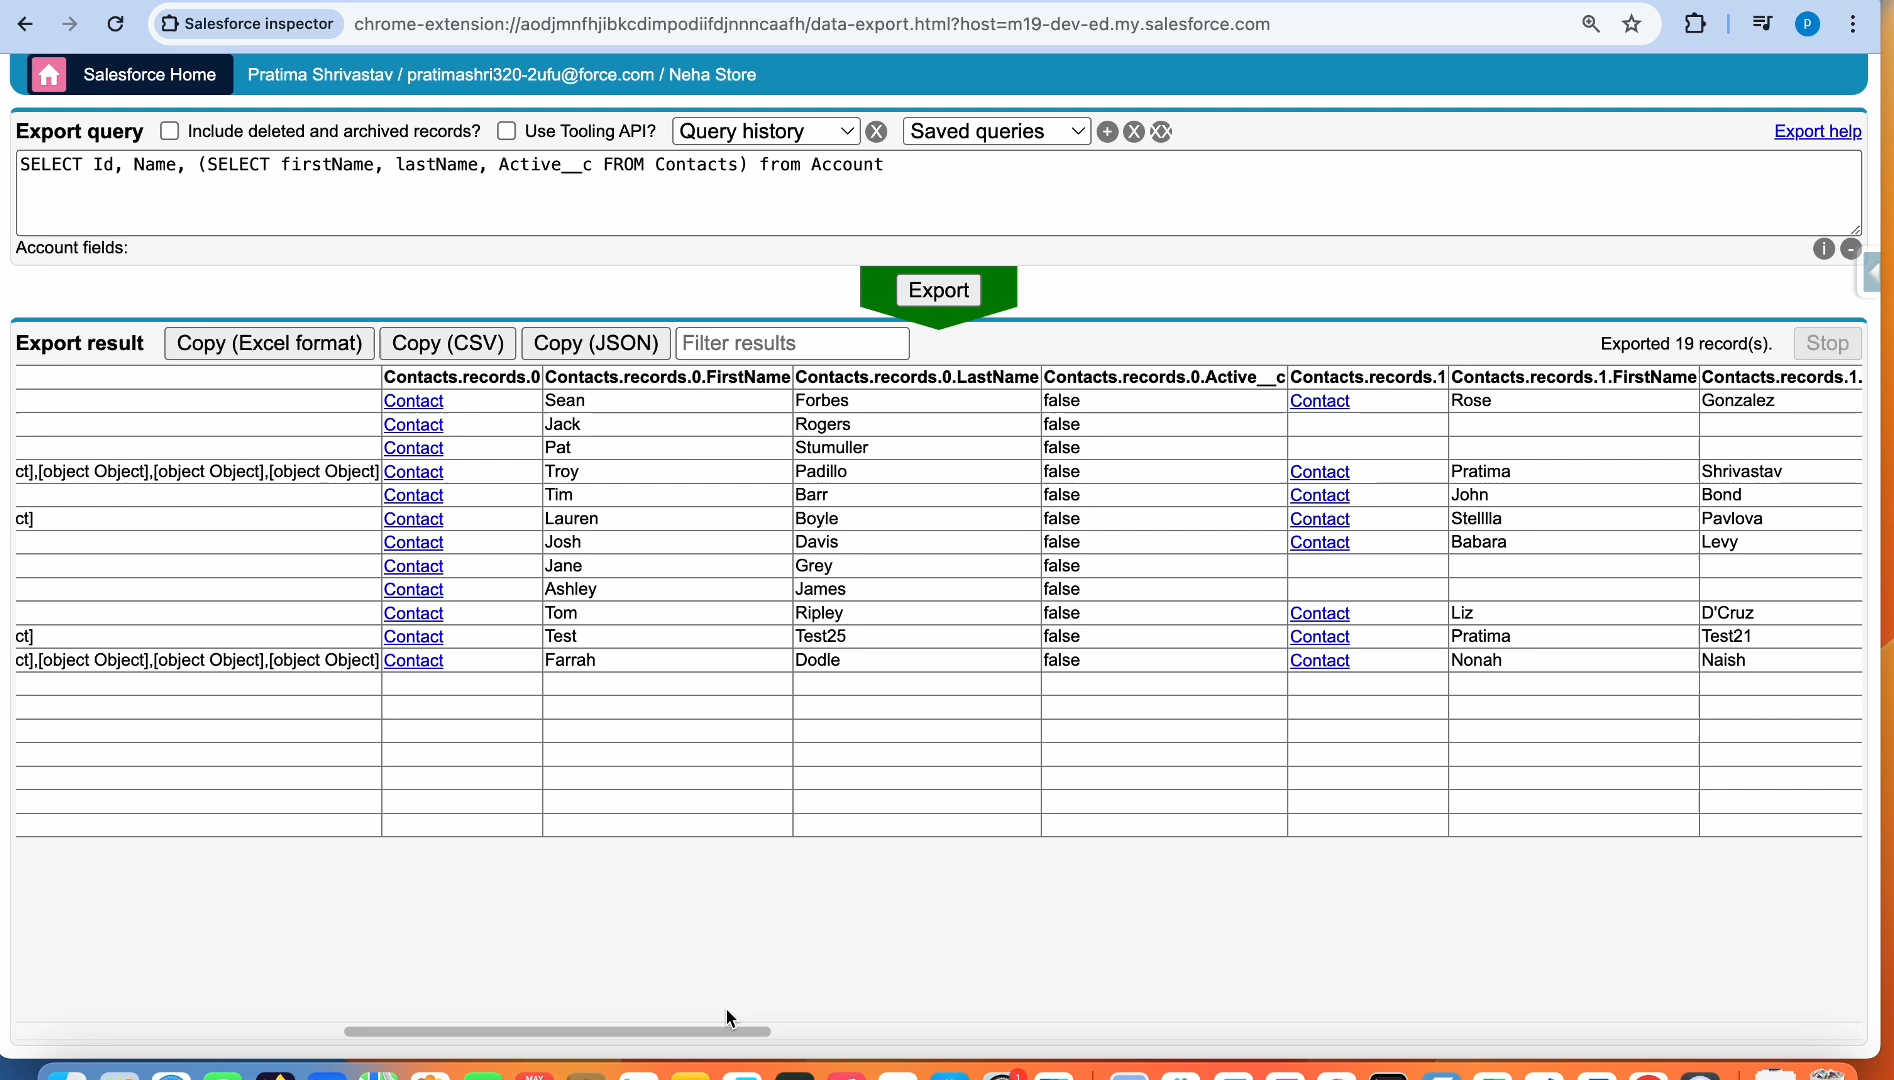 Salesforce inspector chrome-extension://aodjmnfhjibkcdimpodiifdjnnncaafh/data-export.html?host=m19-dev-ed.my.salesforce.com P
Salesforce Home Pratima Shrivastav / pratimashri320-2ufu@force.com / Neha Store
Export query Include deleted and archived records? Use Tooling API? Query history X Saved queries + X XX Export help
SELECT Id, Name, (SELECT firstName, lastName, Active__c FROM Contacts) from Account
Account fields: i -
Export
Export result Copy (Excel format) Copy (CSV) Copy (JSON) Filter results Exported 19 record(s). Stop
Contacts.records.0 Contacts.records.0.FirstName Contacts.records.0.LastName Contacts.records.0.Active__c Contacts.records.1 Contacts.records.1.FirstName Contacts.records.1.
Contact Sean Forbes false Contact Rose Gonzalez
Contact Jack Rogers false
Contact Pat Stumuller false
ct],[object Object],[object Object],[object Object] Contact Troy Padillo false Contact Pratima Shrivastav
Contact Tim Barr false Contact John Bond
ct] Contact Lauren Boyle false Contact Stelllla Pavlova
Contact Josh Davis false Contact Babara Levy
Contact Jane Grey false
Contact Ashley James false
Contact Tom Ripley false Contact Liz D'Cruz
ct] Contact Test Test25 false Contact Pratima Test21
ct],[object Object],[object Object],[object Object] Contact Farrah Dodle false Contact Nonah Naish
MAY 1